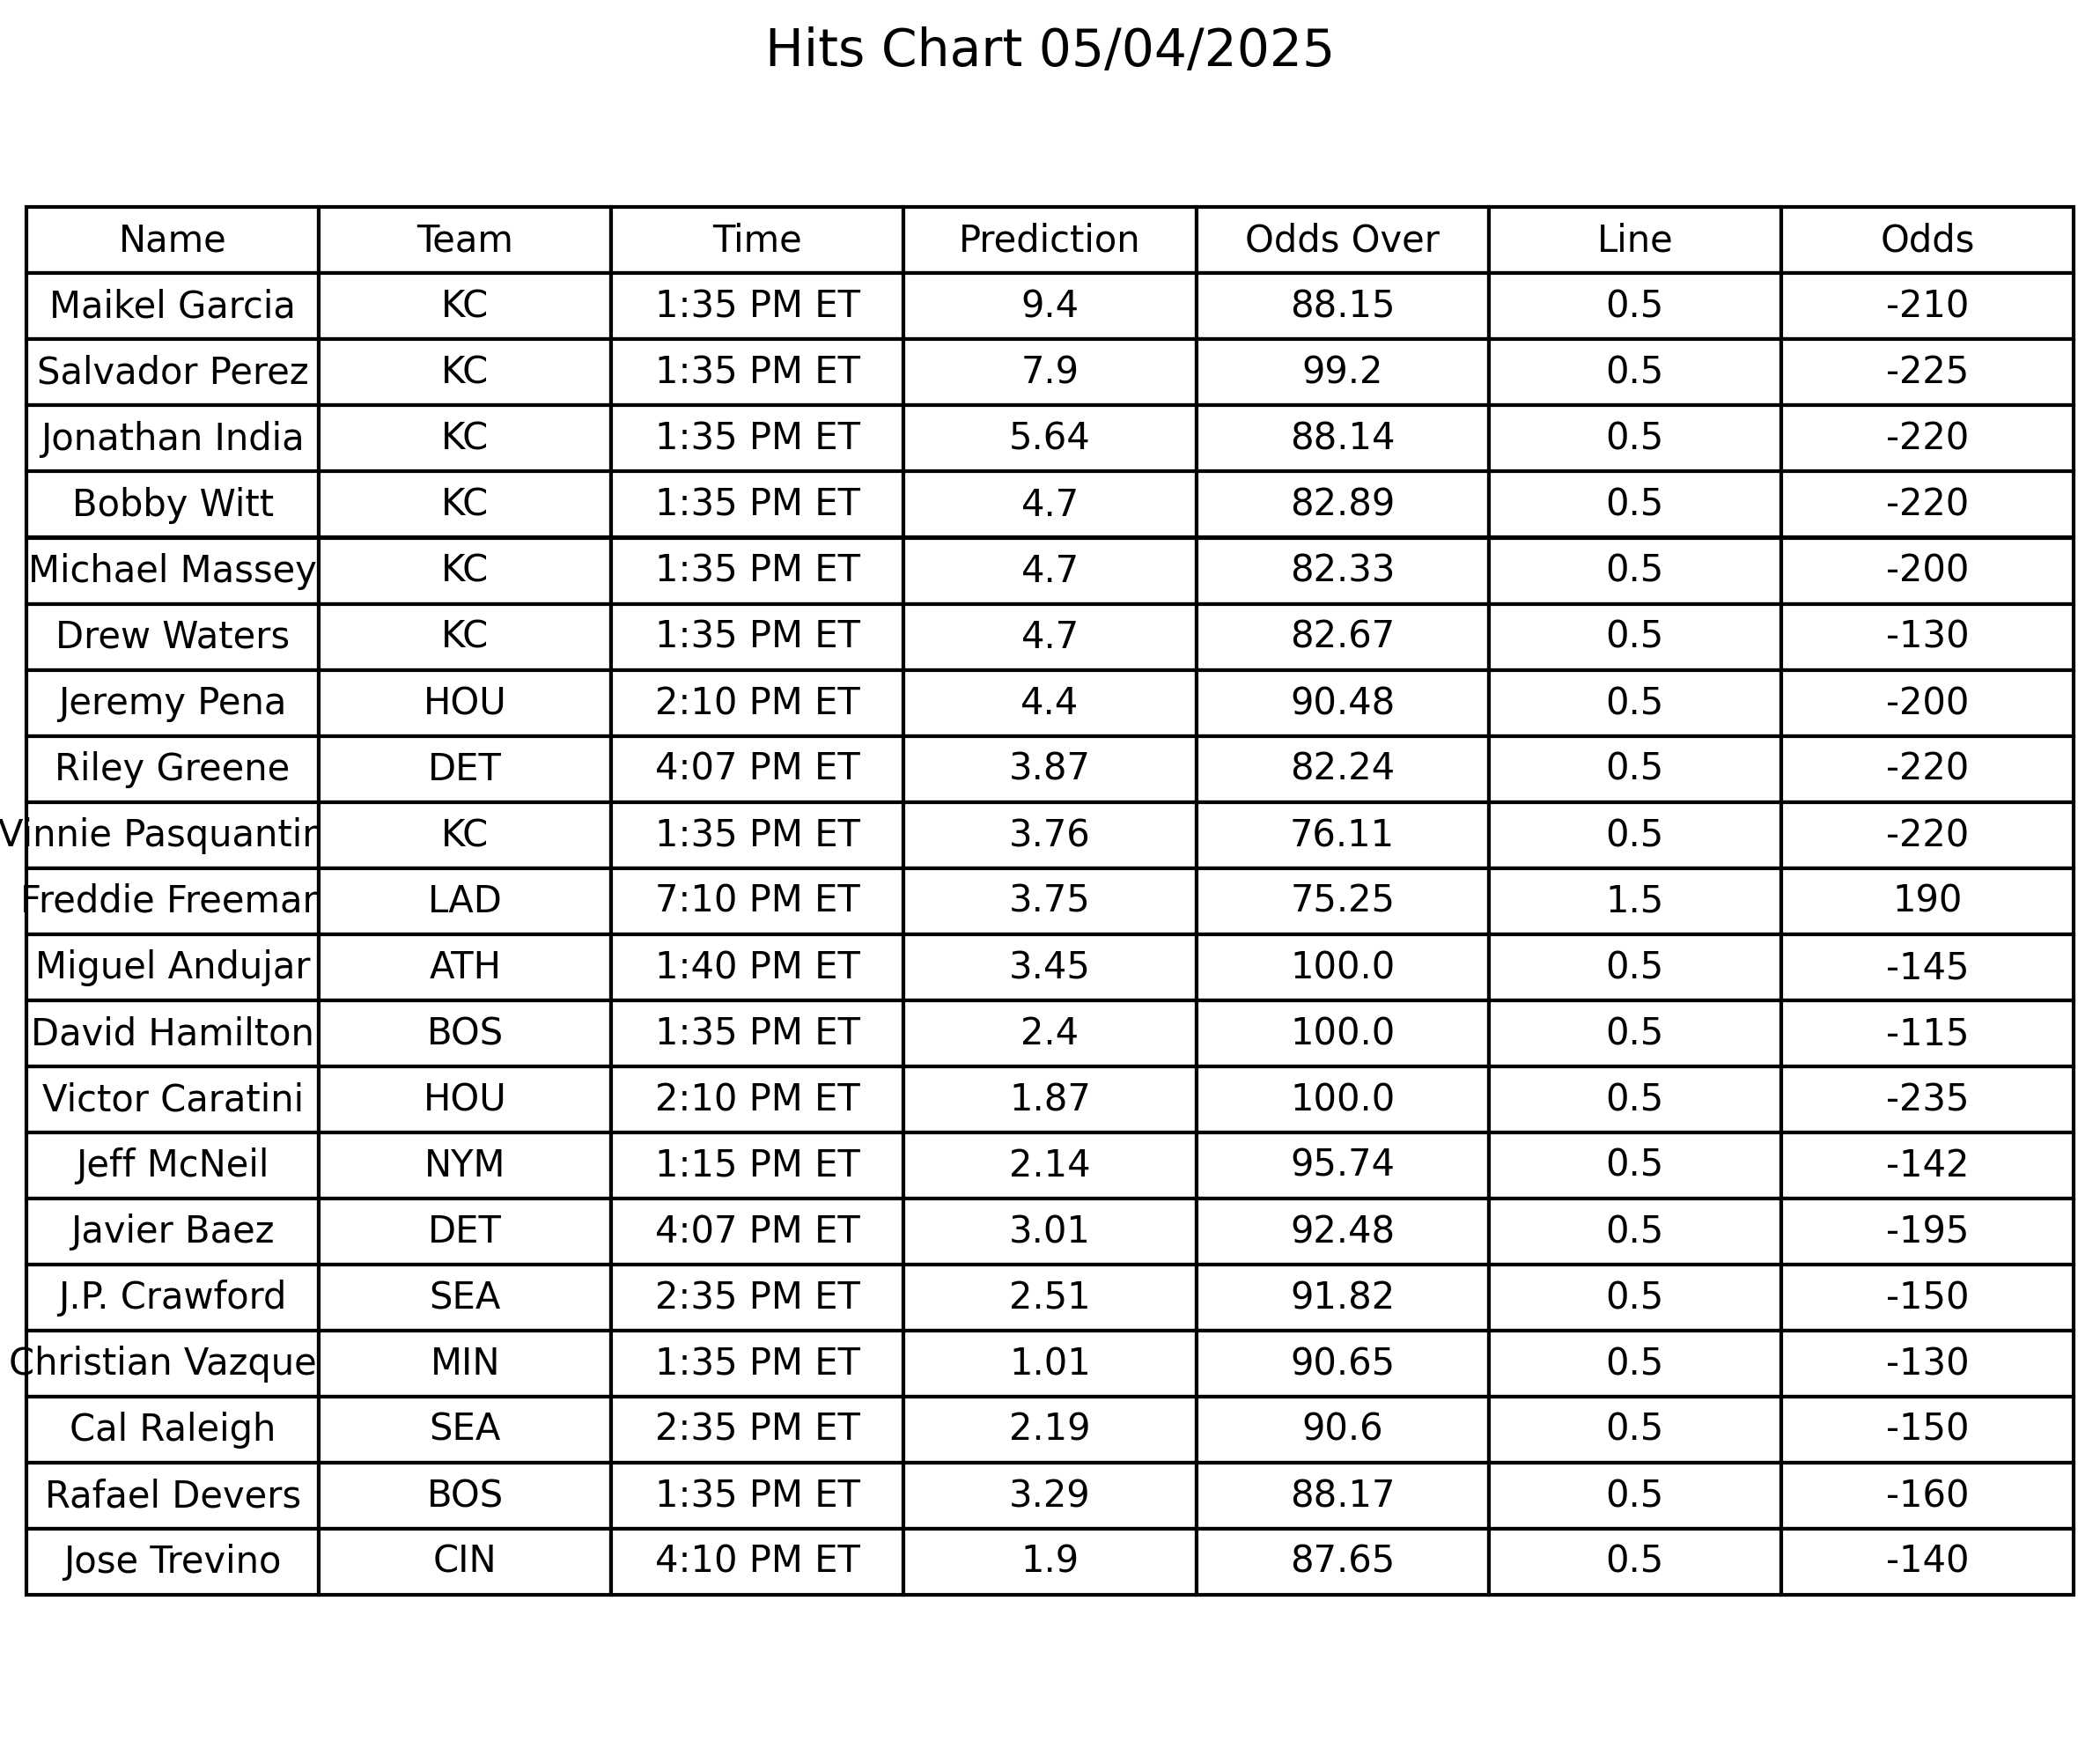 Hits Chart 05/04/2025
Name Team Time Prediction Odds Over Line Odds
Maikel Garcia KC 1:35 PM ET 9.4 88.15 0.5 -210
Salvador Perez KC 1:35 PM ET 7.9 99.2 0.5 -225
Jonathan India KC 1:35 PM ET 5.64 88.14 0.5 -220
Bobby Witt KC 1:35 PM ET 4.7 82.89 0.5 -220
Michael Massey KC 1:35 PM ET 4.7 82.33 0.5 -200
Drew Waters KC 1:35 PM ET 4.7 82.67 0.5 -130
Jeremy Pena HOU 2:10 PM ET 4.4 90.48 0.5 -200
Riley Greene DET 4:07 PM ET 3.87 82.24 0.5 -220
Vinnie Pasquantin KC 1:35 PM ET 3.76 76.11 0.5 -220
Freddie Freeman LAD 7:10 PM ET 3.75 75.25 1.5 190
Miguel Andujar ATH 1:40 PM ET 3.45 100.0 0.5 -145
David Hamilton BOS 1:35 PM ET 2.4 100.0 0.5 -115
Victor Caratini HOU 2:10 PM ET 1.87 100.0 0.5 -235
Jeff McNeil NYM 1:15 PM ET 2.14 95.74 0.5 -142
Javier Baez DET 4:07 PM ET 3.01 92.48 0.5 -195
J.P. Crawford SEA 2:35 PM ET 2.51 91.82 0.5 -150
Christian Vazque MIN 1:35 PM ET 1.01 90.65 0.5 -130
Cal Raleigh SEA 2:35 PM ET 2.19 90.6 0.5 -150
Rafael Devers BOS 1:35 PM ET 3.29 88.17 0.5 -160
Jose Trevino CIN 4:10 PM ET 1.9 87.65 0.5 -140